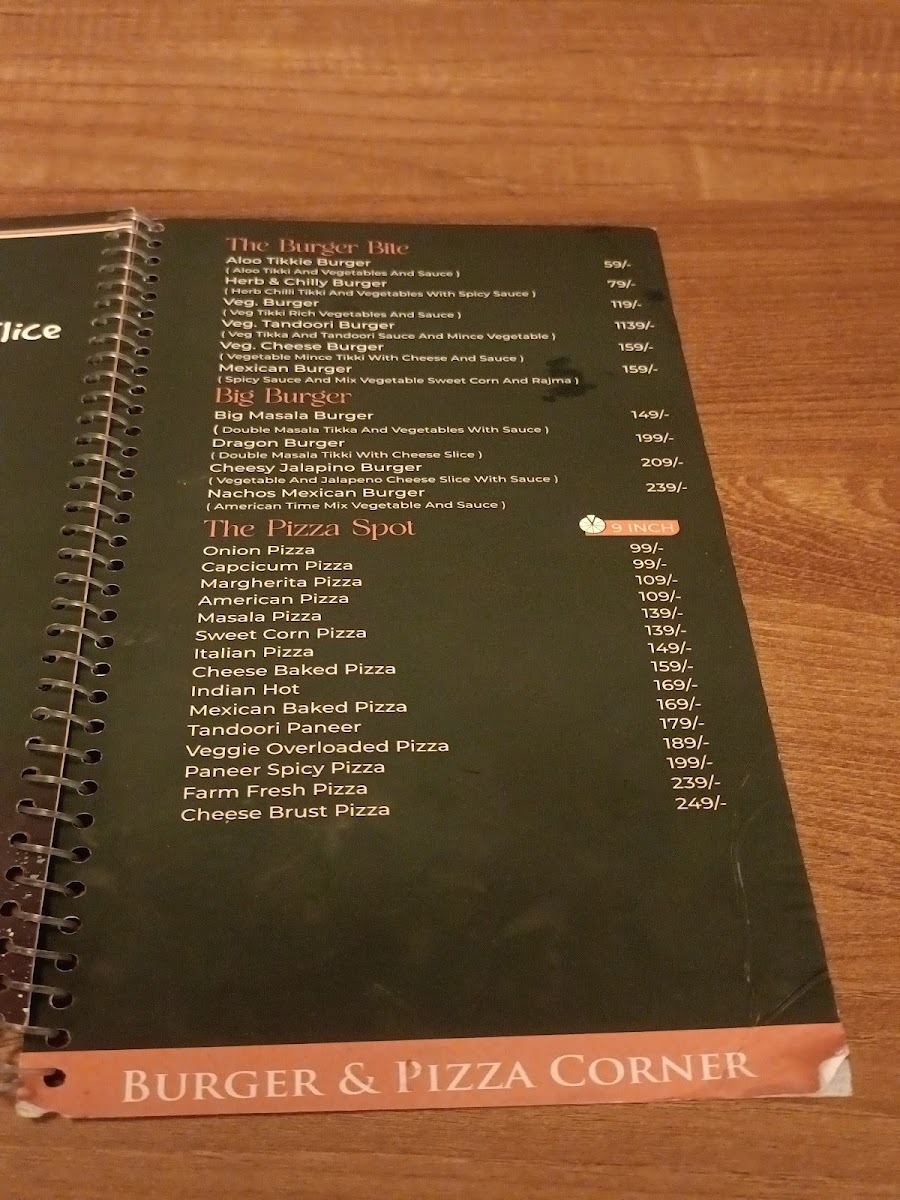 lice
The Burger Bite
Aloo Tikkie Burger 59/-
( Aloo Tikki And Vegetables And Sauce )
Herb & Chilly Burger 79/-
( Herb Chilli Tikki And Vegetables With Spicy Sauce )
Veg. Burger 119/-
( Veg Tikki Rich Vegetables And Sauce )
Veg. Tandoori Burger 1139/-
( Veg Tikka And Tandoori Sauce And Mince Vegetable )
Veg. Cheese Burger 159/-
( Vegetable Mince Tikki With Cheese And Sauce )
Mexican Burger 159/-
( Spicy Sauce And Mix Vegetable Sweet Corn And Rajma )
Big Burger
Big Masala Burger 149/-
( Double Masala Tikka And Vegetables With Sauce )
Dragon Burger 199/-
( Double Masala Tikki With Cheese Slice )
Cheesy Jalapino Burger 209/-
( Vegetable And Jalapeno Cheese Slice With Sauce )
Nachos Mexican Burger 239/-
( American Time Mix Vegetable And Sauce )
The Pizza Spot 9 INCH
Onion Pizza 99/-
Capcicum Pizza 99/-
Margherita Pizza 109/-
American Pizza 109/-
Masala Pizza 139/-
Sweet Corn Pizza 139/-
Italian Pizza 149/-
Cheese Baked Pizza 159/-
Indian Hot 169/-
Mexican Baked Pizza 169/-
Tandoori Paneer 179/-
Veggie Overloaded Pizza 189/-
Paneer Spicy Pizza 199/-
Farm Fresh Pizza 239/-
Cheese Brust Pizza 249/-
BURGER & PIZZA CORNER